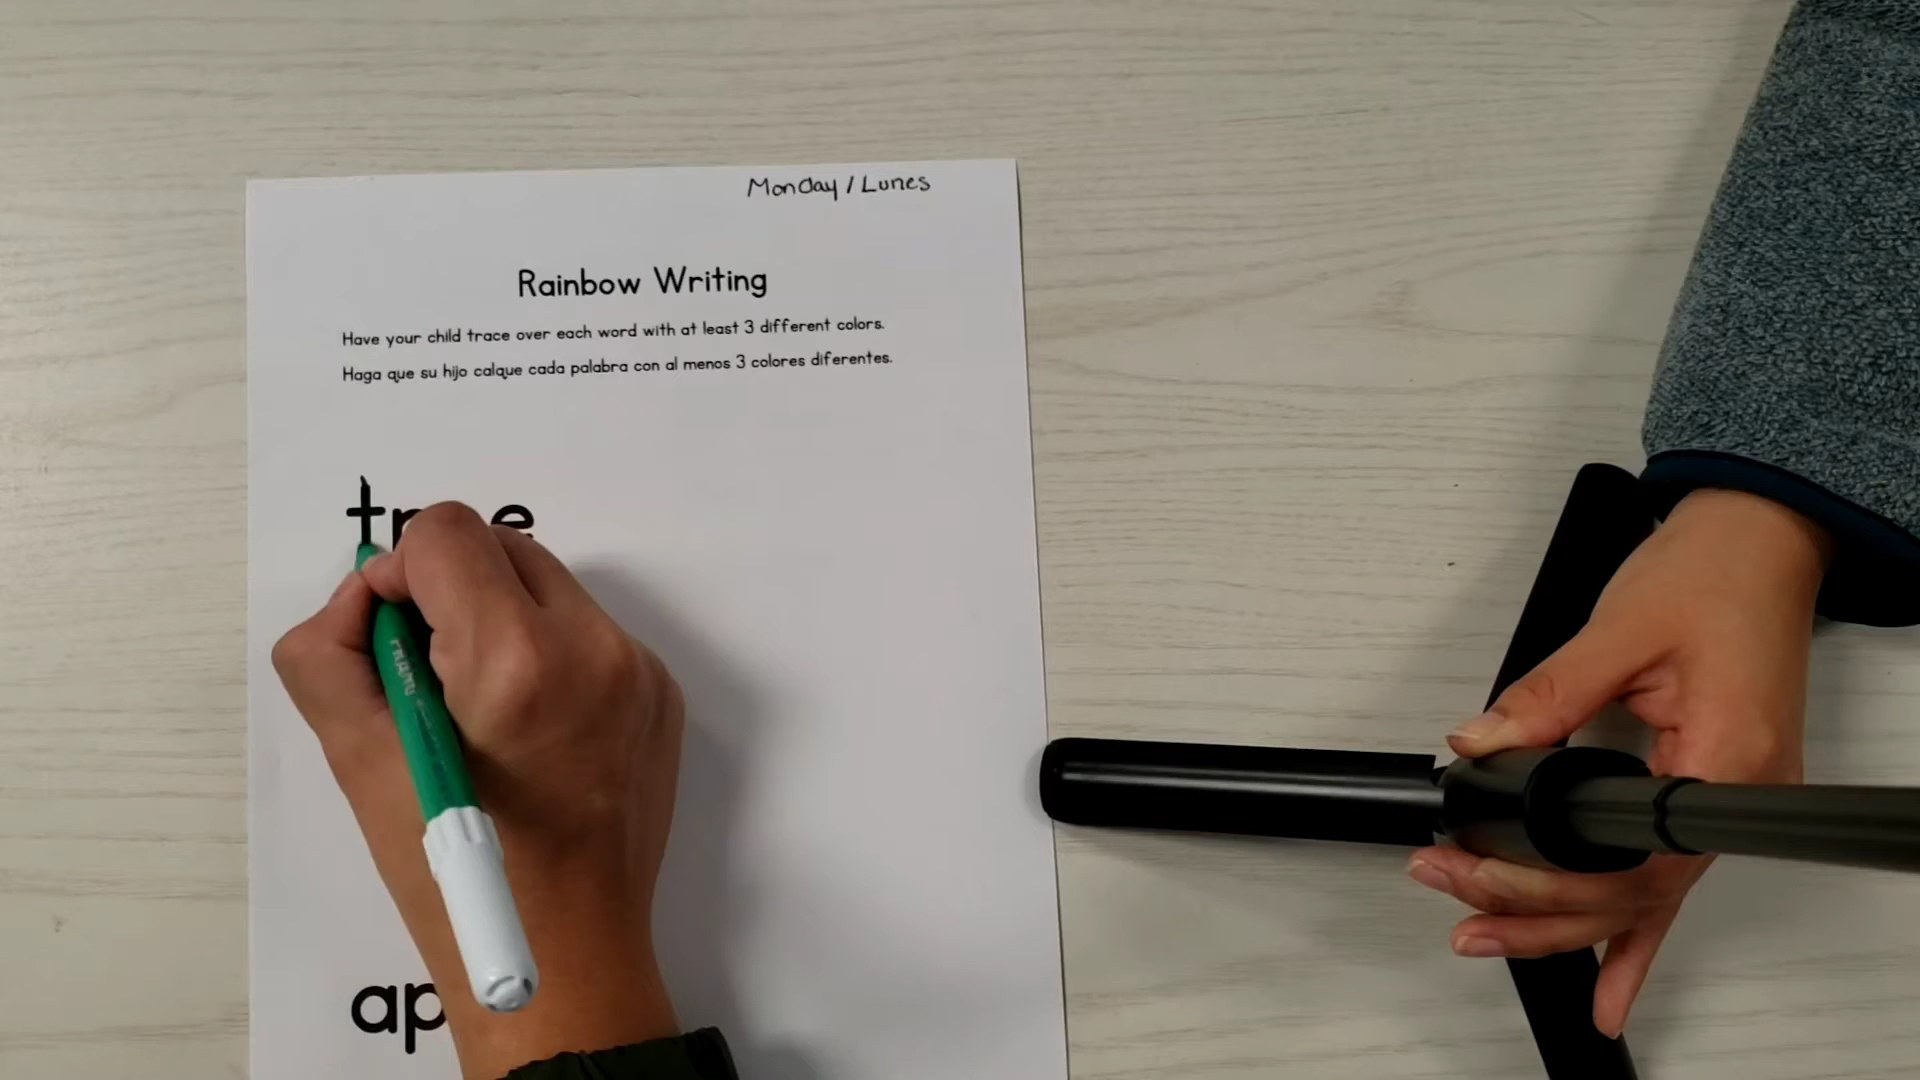 Monday / Lunes
Rainbow Writing
Have your child trace over each word with at least 3 different colors.
Haga que su hijo calque cada palabra con al menos 3 colores diferentes.